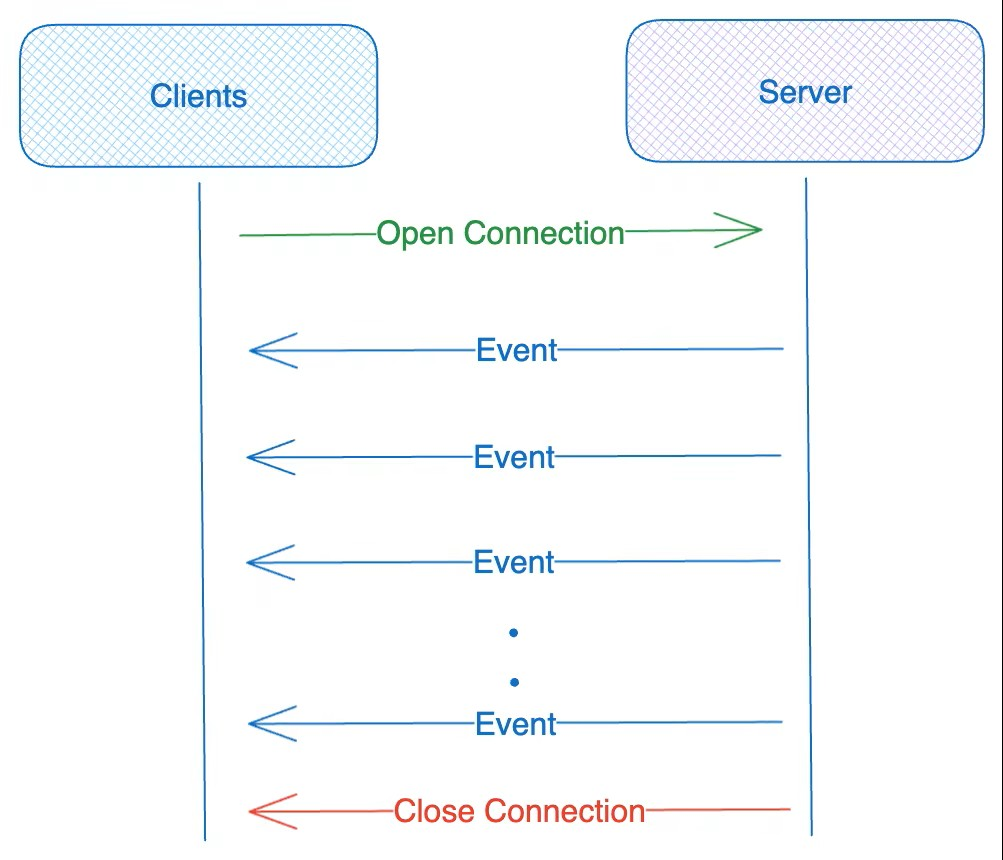 Clients
Server
Open Connection
Event
Event
Event
Event
Close Connection